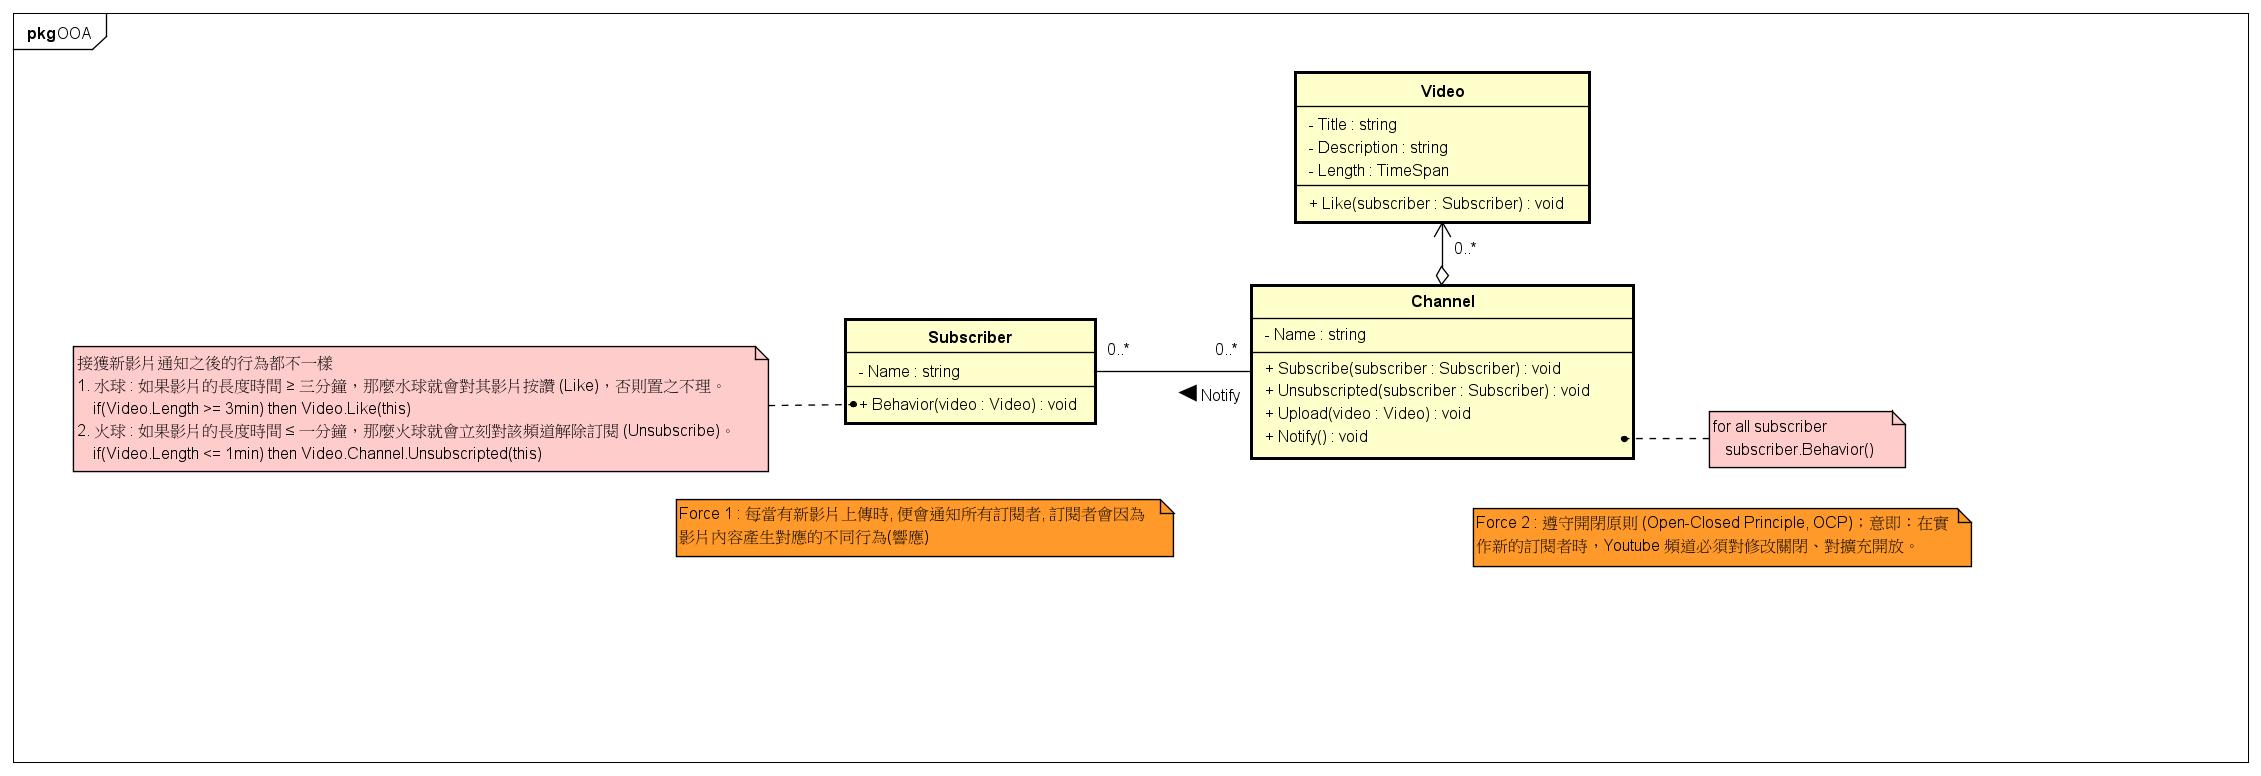 pkg OOA
Video
- Title : string
- Description : string
- Length : TimeSpan
+ Like(subscriber : Subscriber) : void
0..*
Channel
- Name : string
+ Subscribe(subscriber : Subscriber) : void
+ Unsubscripted(subscriber : Subscriber) : void
+ Upload(video : Video) : void
+ Notify() : void
Subscriber
- Name : string
+ Behavior(video : Video) : void
0..*
0..*
Notify
接獲新影片通知之後的行為都不一樣
1. 水球 : 如果影片的長度時間 ≥ 三分鐘,那麼水球就會對其影片按讚 (Like),否則置之不理。
if(Video.Length >= 3min) then Video.Like(this)
2. 火球 : 如果影片的長度時間 ≤ 一分鐘,那麼火球就會立刻對該頻道解除訂閱 (Unsubscribe)。
if(Video.Length <= 1min) then Video.Channel.Unsubscripted(this)
for all subscriber
subscriber.Behavior()
Force 1 : 每當有新影片上傳時, 便會通知所有訂閱者, 訂閱者會因為
影片內容產生對應的不同行為(響應)
Force 2 : 遵守開閉原則 (Open-Closed Principle, OCP);意即:在實
作新的訂閱者時,Youtube 頻道必須對修改關閉、對擴充開放。